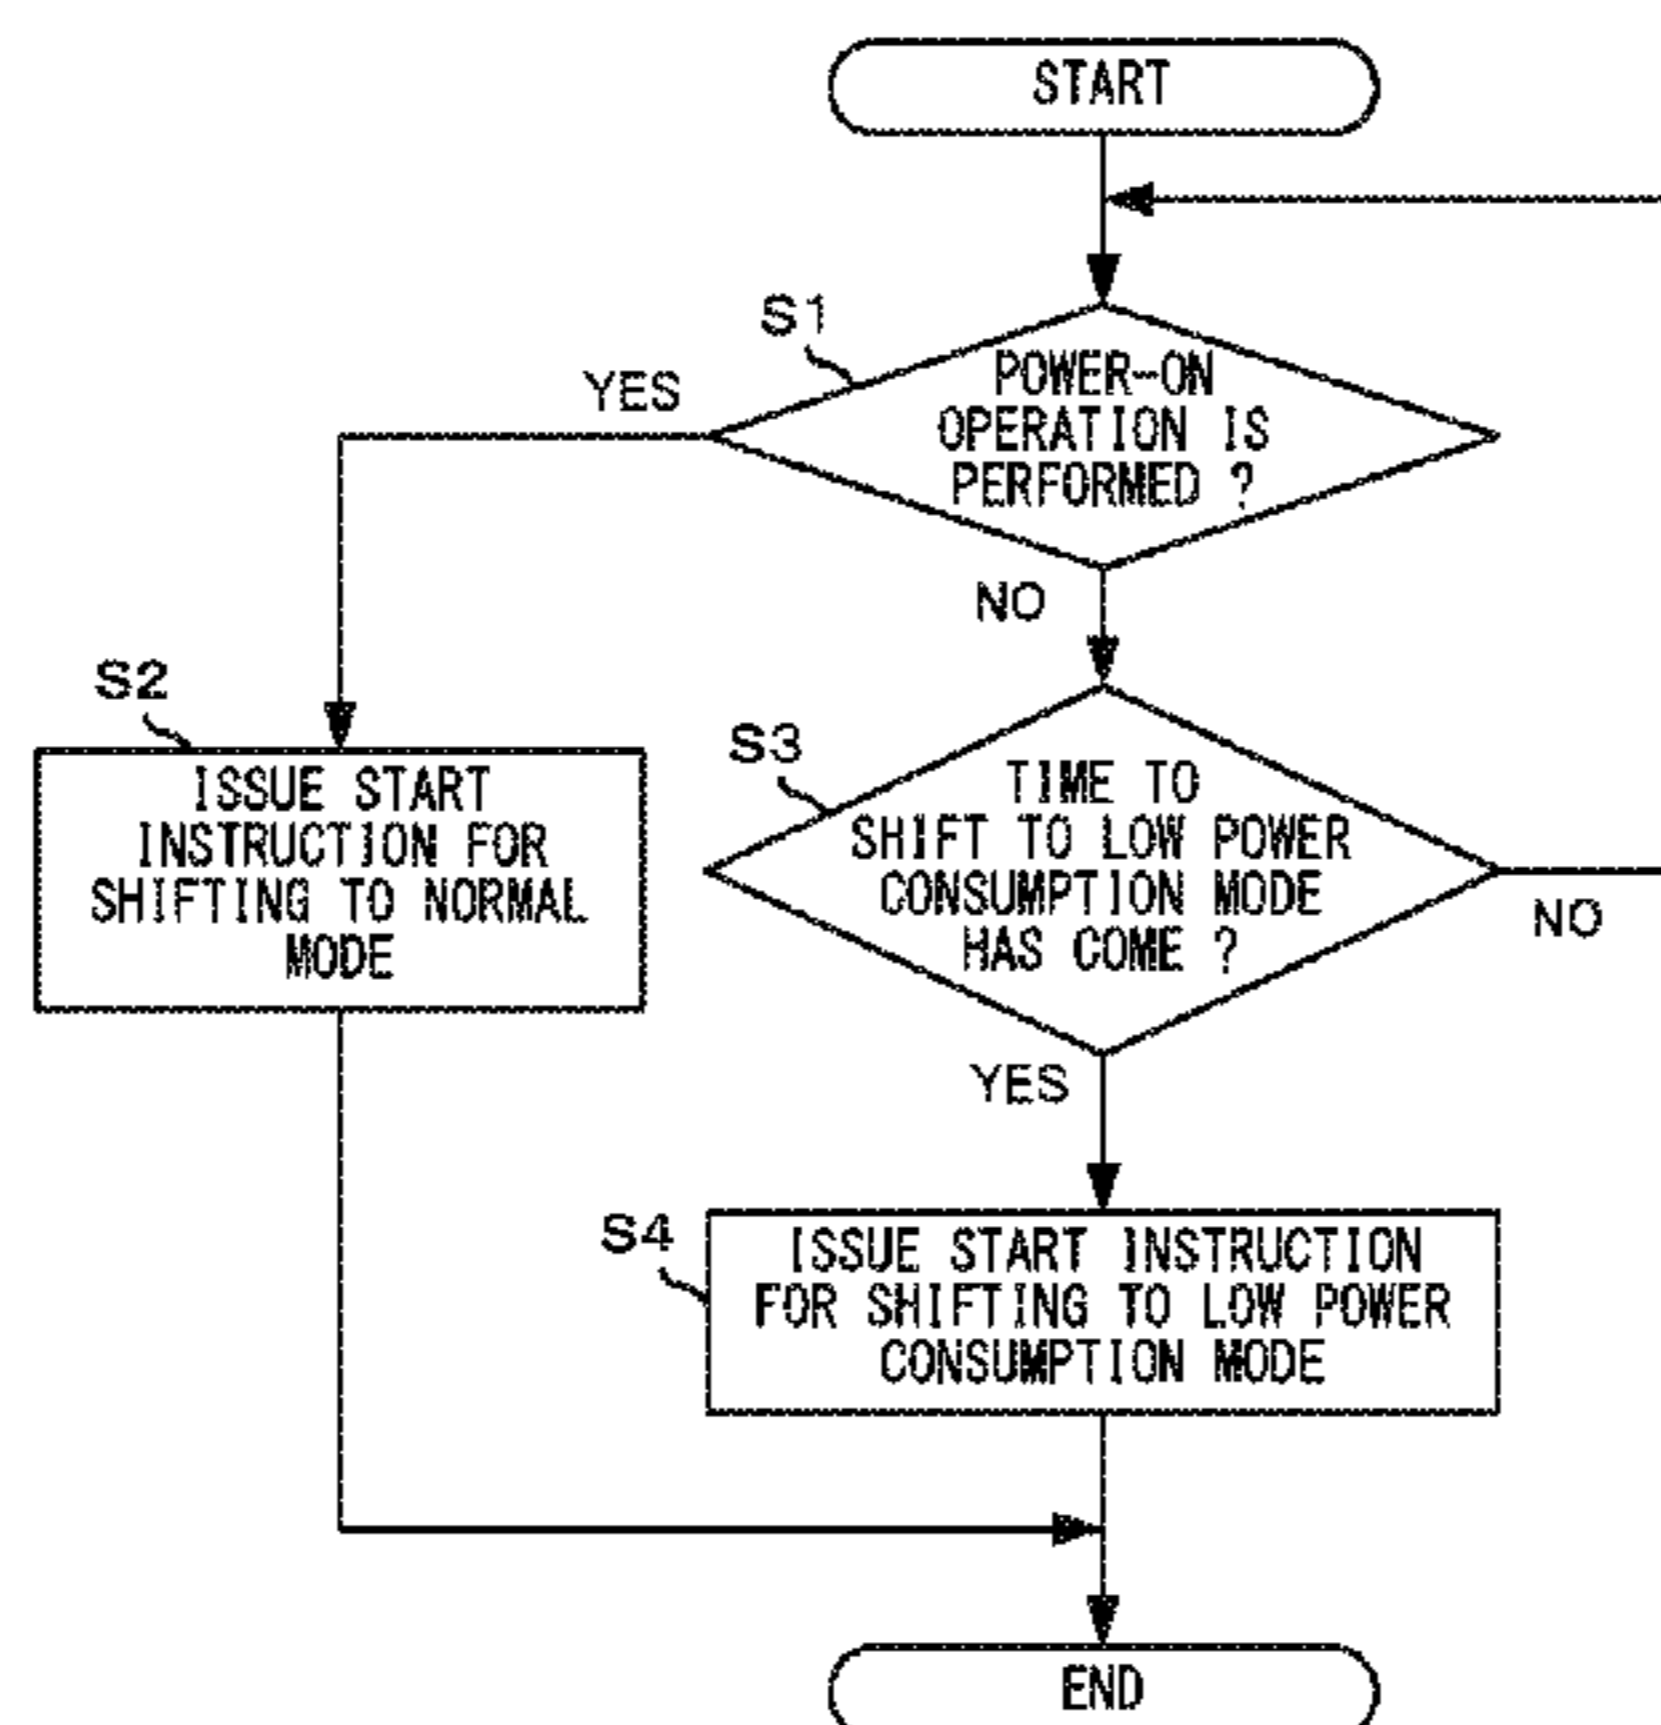 START
S1
POWER-ON
OPERATION IS
PERFORMED ?
YES
NO
S2
ISSUE START
INSTRUCTION FOR
SHIFTING TO NORMAL
MODE
S3
TIME TO
SHIFT TO LOW POWER
CONSUMPTION MODE
HAS COME ?
NO
YES
S4
ISSUE START INSTRUCTION
FOR SHIFTING TO LOW POWER
CONSUMPTION MODE
END